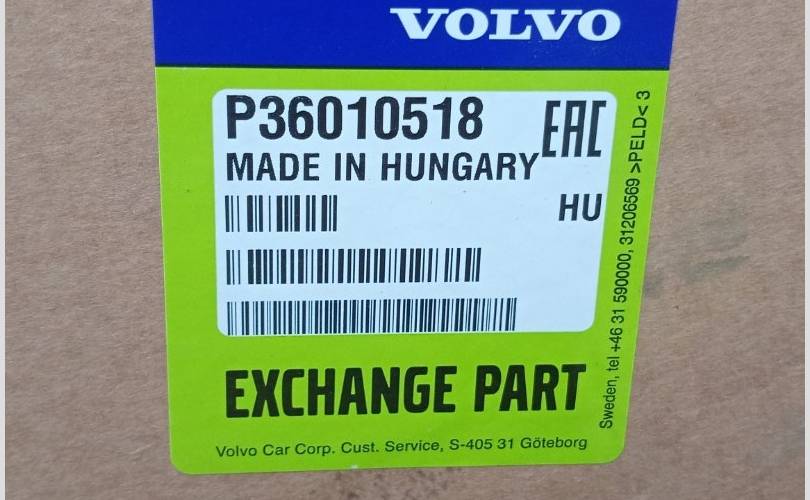 VOLVO
P36010518
EAC
MADE IN HUNGARY
HU
EXCHANGE PART
Volvo Car Corp. Cust. Service, S-405 31 Göteborg
Sweden, tel +46 31 590000, 31206569 >PELD< 3